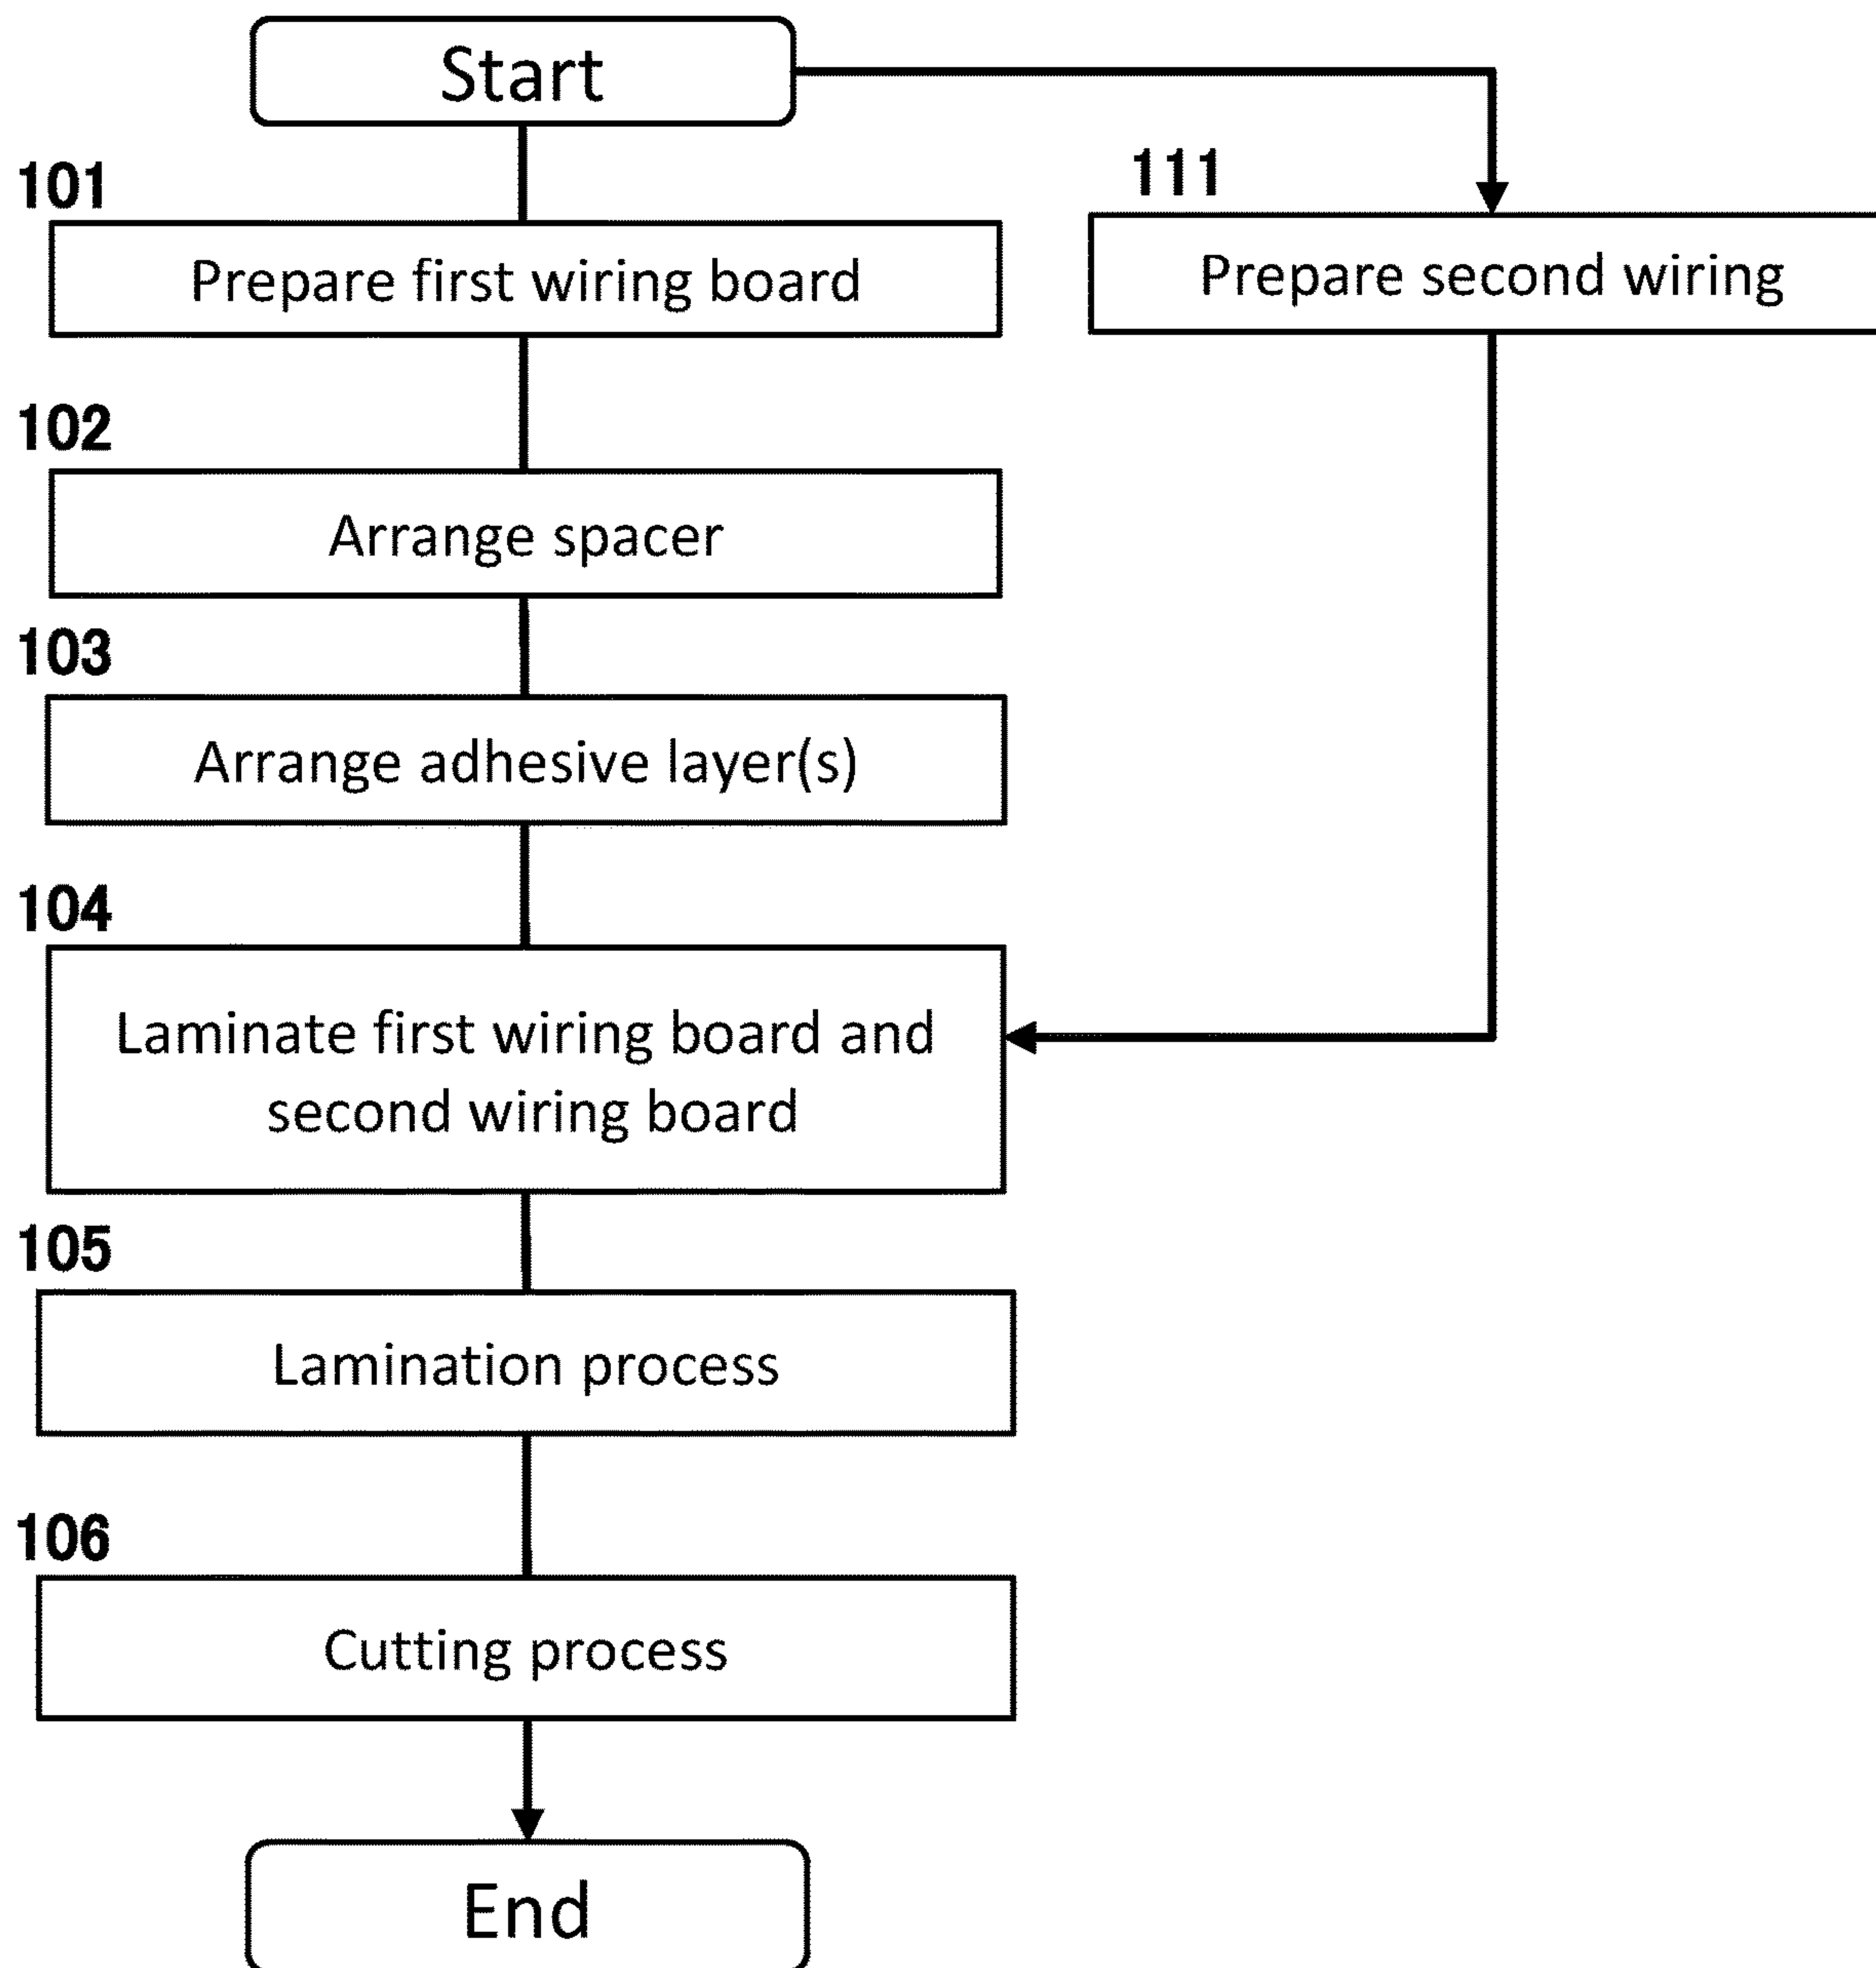 Start
101
Prepare first wiring board
111
Prepare second wiring
102
Arrange spacer
103
Arrange adhesive layer(s)
104
Laminate first wiring board and
second wiring board
105
Lamination process
106
Cutting process
End